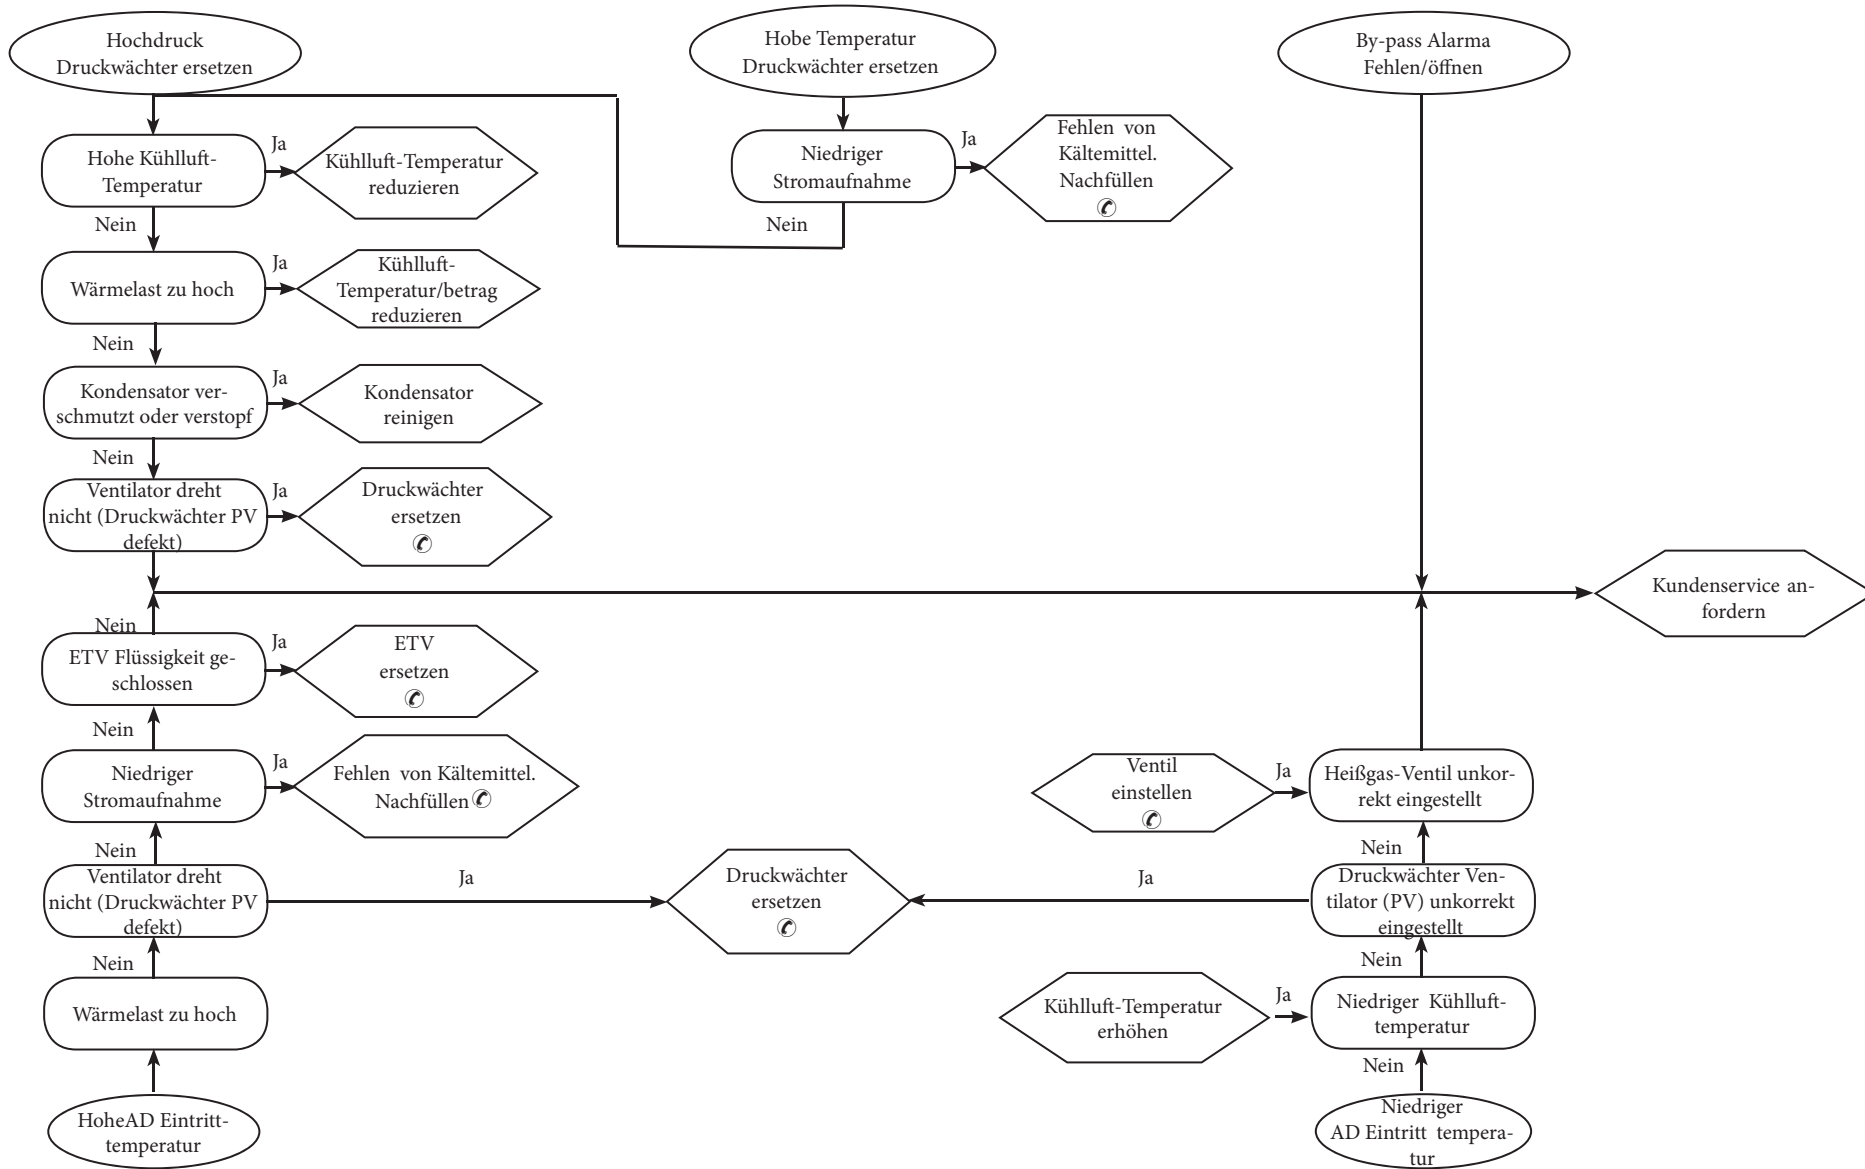 Hochdruck
Druckwächter ersetzen
Hobe Temperatur
Druckwächter ersetzen
By-pass Alarma
Fehlen/öffnen
Hohe Kühlluft-
Temperatur
Ja
Kühlluft-Temperatur
reduzieren
Niedriger
Stromaufnahme
Ja
Fehlen von
Kältemittel.
Nachfüllen
Nein
Nein
Wärmelast zu hoch
Ja
Kühlluft-
Temperatur/betrag
reduzieren
Nein
Kondensator ver-
schmutzt oder verstopf
Ja
Kondensator
reinigen
Nein
Ventilator dreht
nicht (Druckwächter PV
defekt)
Ja
Druckwächter
ersetzen
Kundenservice an-
fordern
Nein
ETV Flüssigkeit ge-
schlossen
Ja
ETV
ersetzen
Nein
Niedriger
Stromaufnahme
Ja
Fehlen von Kältemittel.
Nachfüllen
Ventil
einstellen
Ja
Heißgas-Ventil unkor-
rekt eingestellt
Nein
Nein
Ventilator dreht
nicht (Druckwächter PV
defekt)
Ja
Druckwächter
ersetzen
Ja
Druckwächter Ven-
tilator (PV) unkorrekt
eingestellt
Nein
Nein
Wärmelast zu hoch
Kühlluft-Temperatur
erhöhen
Ja
Niedriger Kühlluft-
temperatur
Nein
HoheAD Eintritt-
temperatur
Niedriger
AD Eintritt tempera-
tur